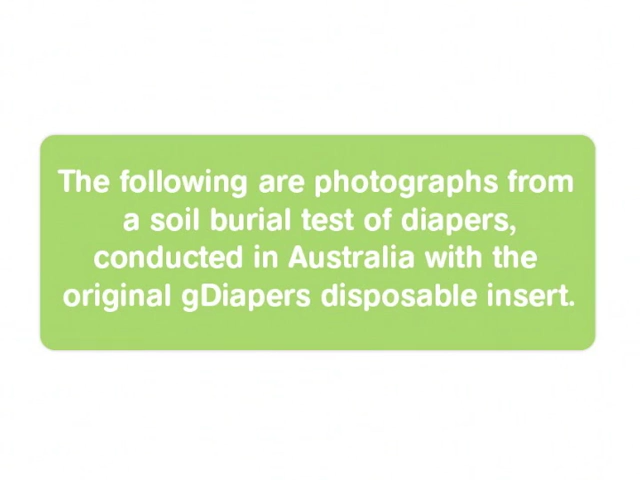 The following are photographs from
a soil burial test of diapers,
conducted in Australia with the
original gDiapers disposable insert.